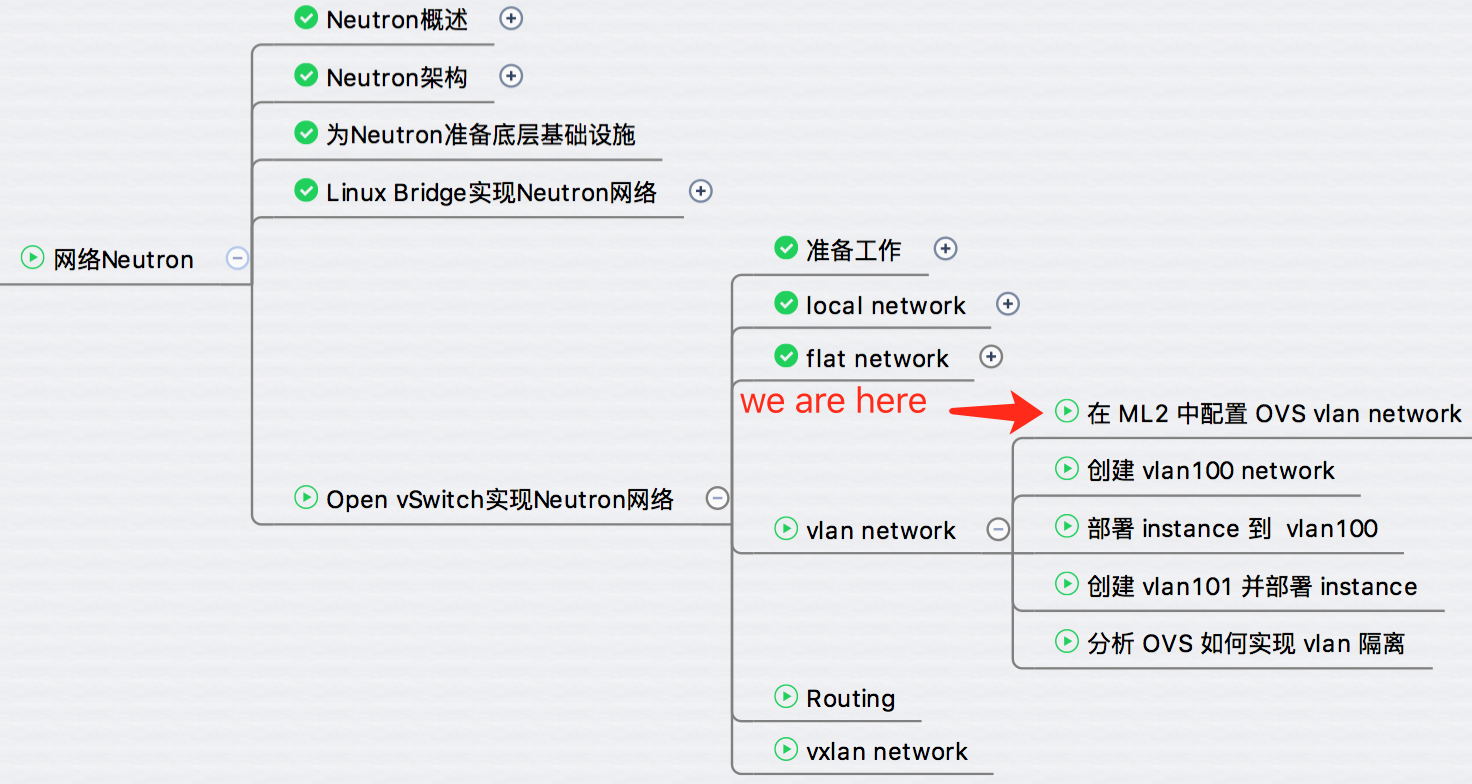 Neutron概述
Neutron架构
为Neutron准备底层基础设施
Linux Bridge实现Neutron网络
网络Neutron
准备工作
local network
flat network
we are here
在 ML2 中配置 OVS vlan network
创建 vlan100 network
Open vSwitch实现Neutron网络
vlan network
部署 instance 到 vlan100
创建 vlan101 并部署 instance
分析 OVS 如何实现 vlan 隔离
Routing
vxlan network